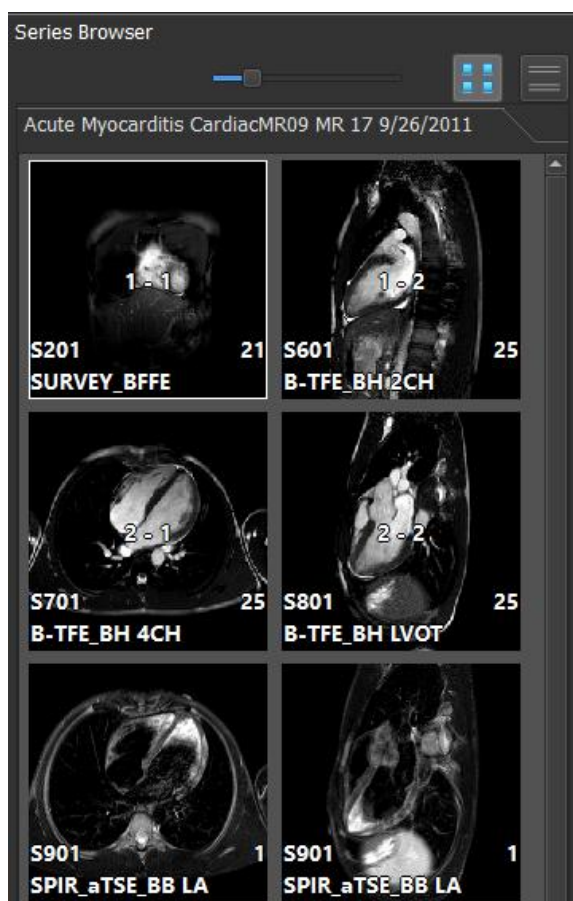 Series Browser
Acute Myocarditis CardiacMR09 MR 17 9/26/2011
1 - 1
S201 21
SURVEY_BFFE
1 - 2
S601 25
B-TFE_BH 2CH
2 - 1
S701 25
B-TFE_BH 4CH
2 - 2
S801 25
B-TFE_BH LVOT
S901 1
SPIR_aTSE_BB LA
S901 1
SPIR_aTSE_BB LA